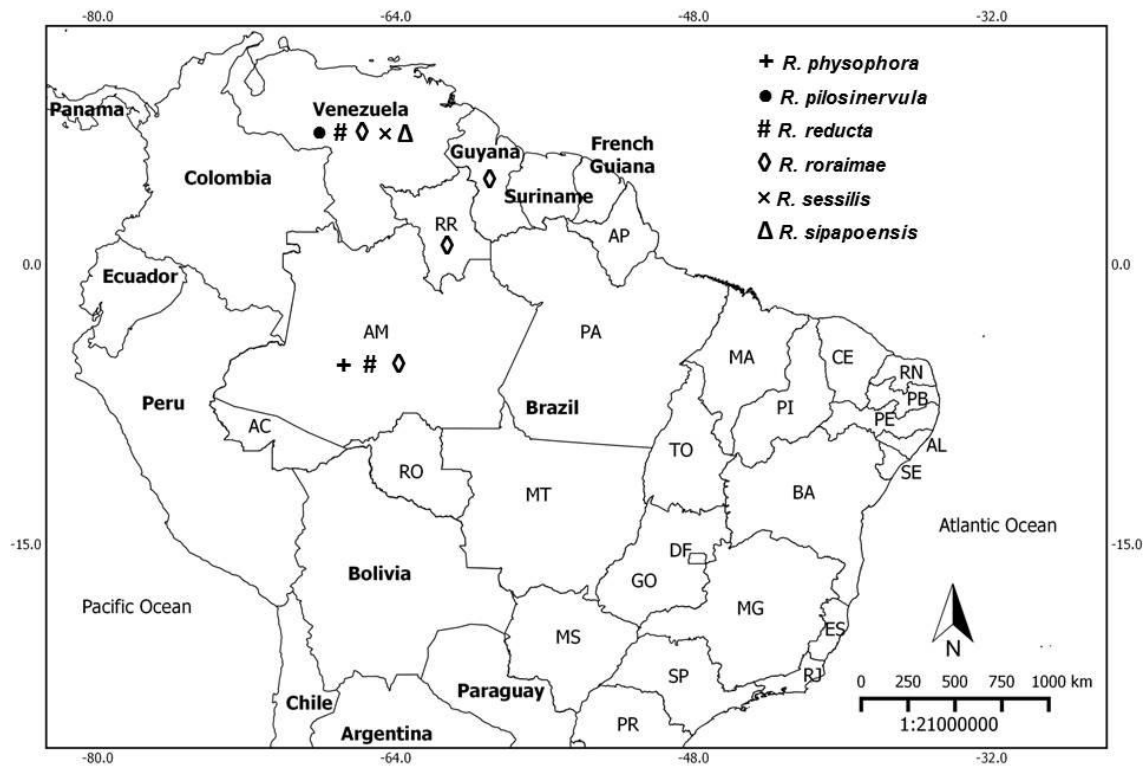 -80.0 -64.0 -48.0 -32.0
+ R. physophora
● R. pilosinervula
# R. reducta
◊ R. roraimae
× R. sessilis
Δ R. sipapoensis
Panama
Venezuela
● # ◊ × Δ
Guyana
◊
French
Guiana
Suriname
Colombia
RR
◊
AP
0.0 0.0
Ecuador
AM
+ # ◊
PA
MA
CE
RN
PB
PE
PI
AL
SE
Peru
Brazil
AC
TO
RO
MT
BA
Atlantic Ocean
-15.0 -15.0
DF
GO
Bolivia
Pacific Ocean
MG
ES
MS
N
RJ
SP
0 250 500 750 1000 km
1:21000000
Chile
Paraguay
PR
Argentina
-80.0 -64.0 -48.0 -32.0